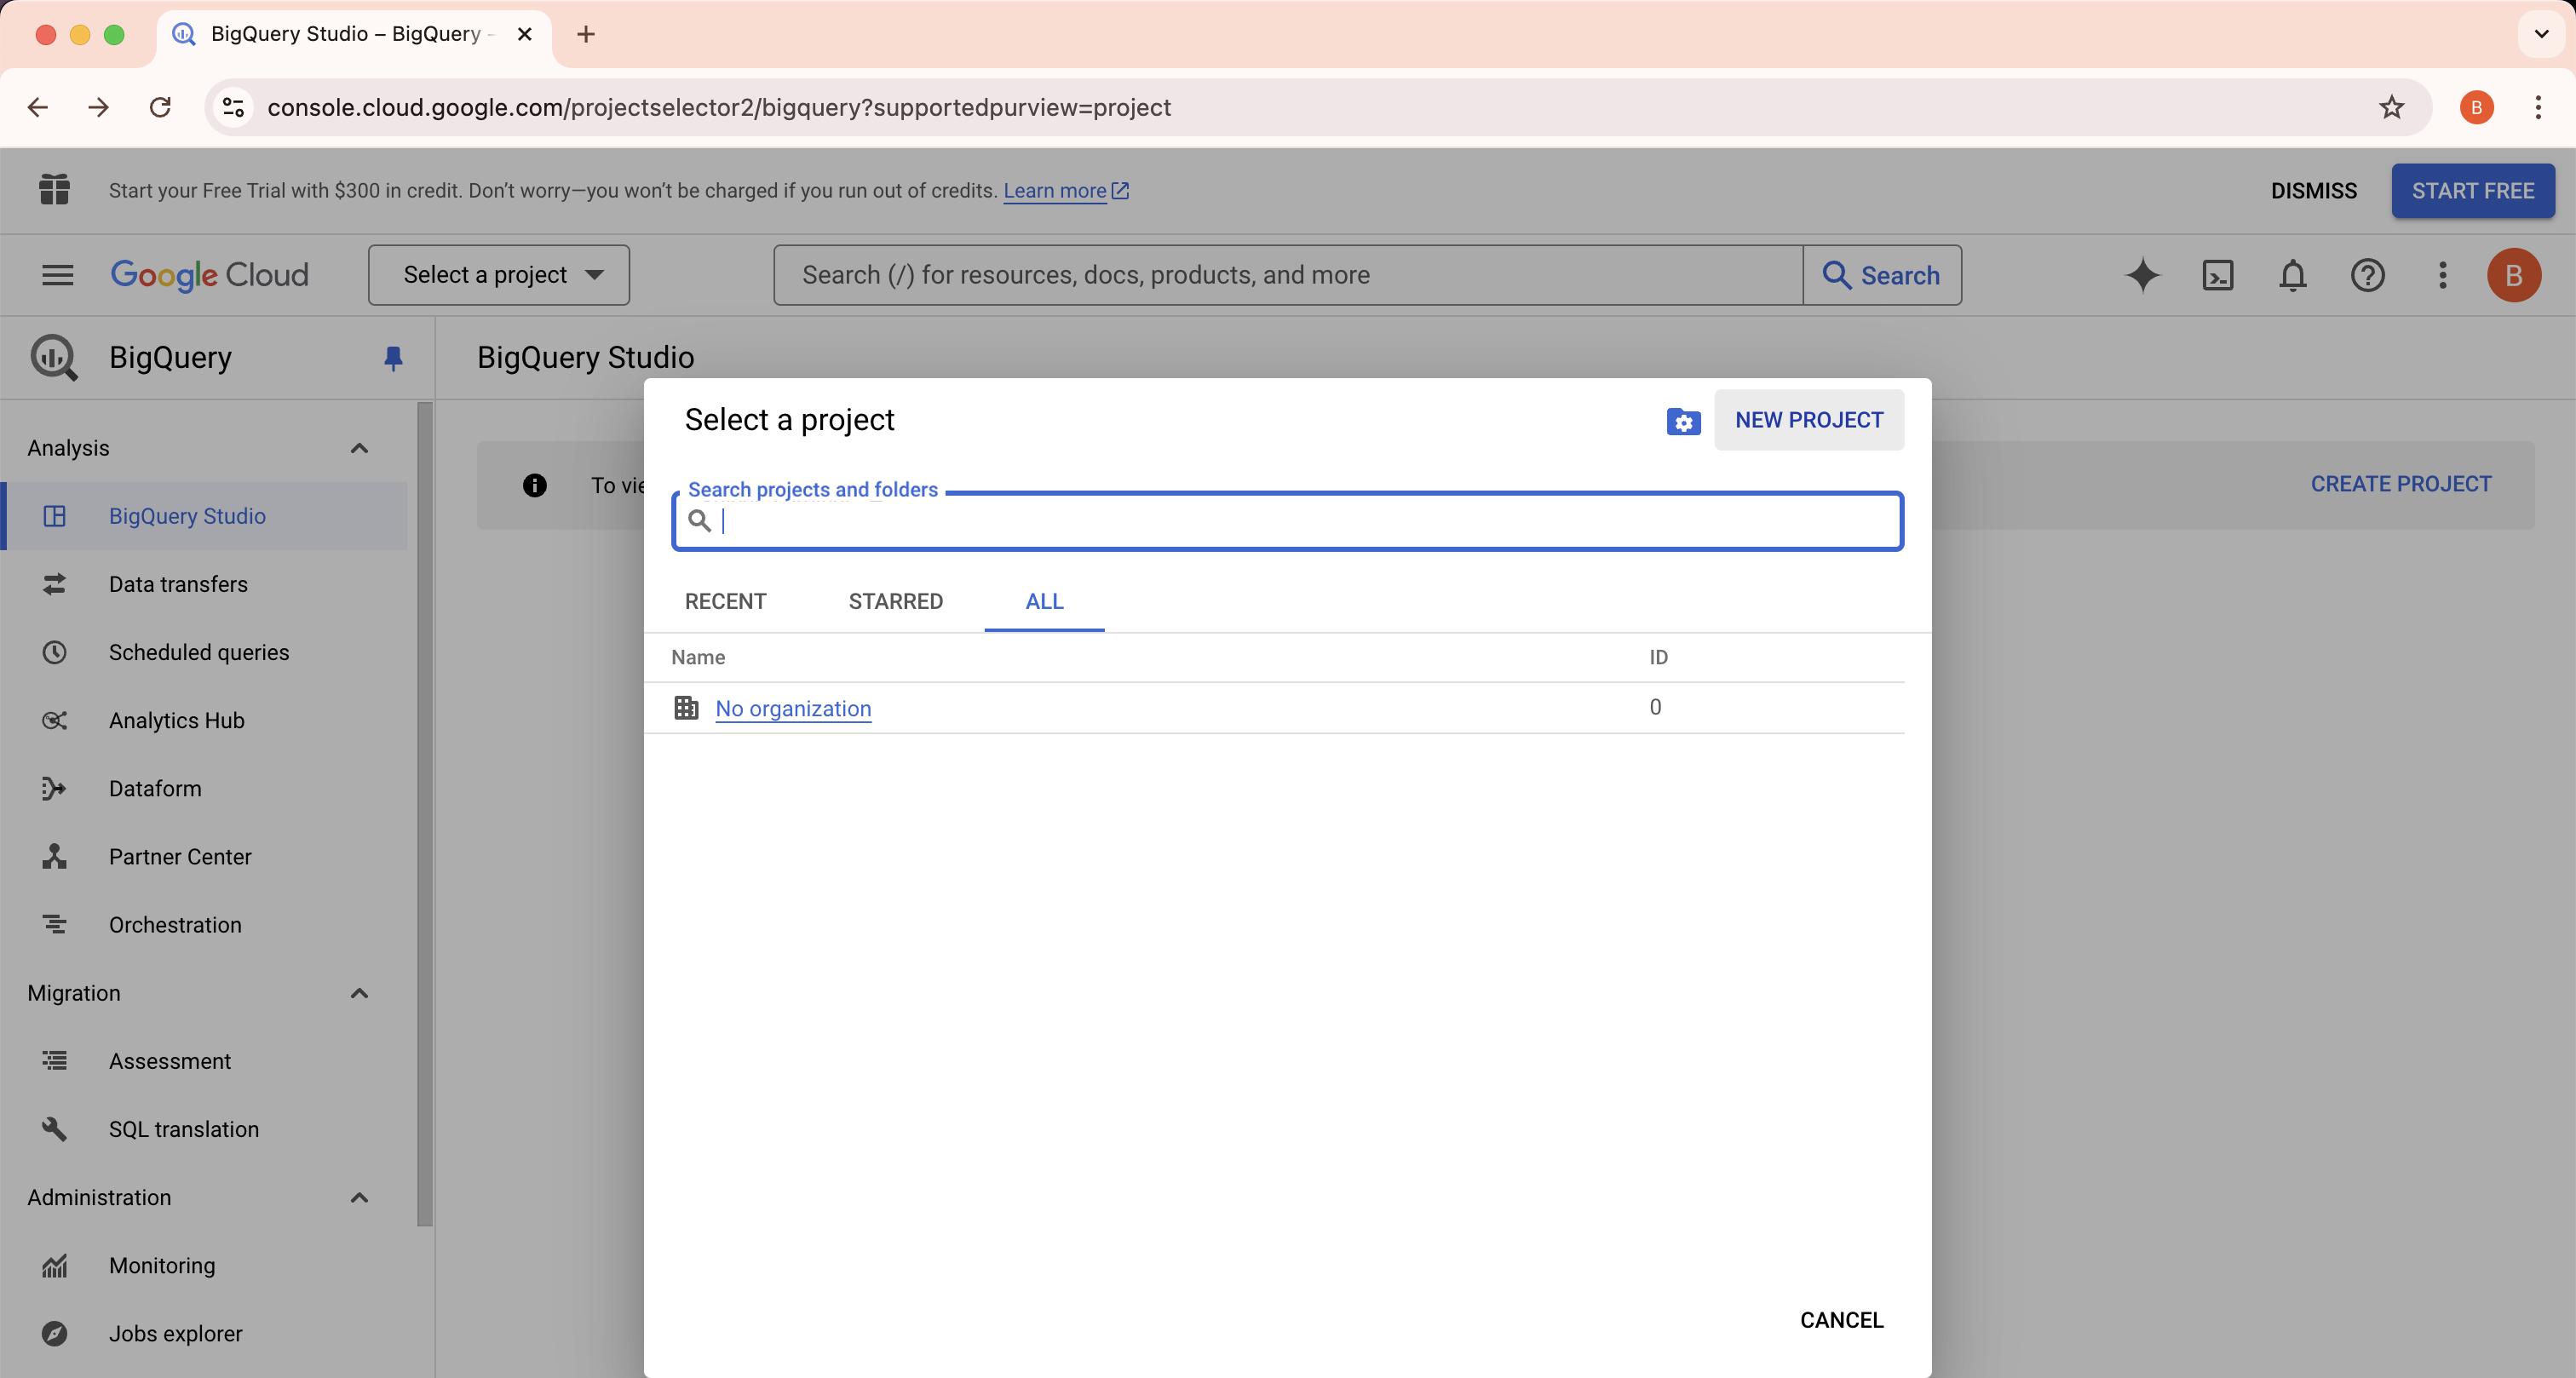 BigQuery Studio – BigQuery
console.cloud.google.com/projectselector2/bigquery?supportedpurview=project
B
Start your Free Trial with $300 in credit. Don't worry—you won't be charged if you run out of credits. Learn more
DISMISS
START FREE
Google Cloud
Select a project
Search (/) for resources, docs, products, and more
Search
B
BigQuery
BigQuery Studio
Analysis
BigQuery Studio
Data transfers
Scheduled queries
Analytics Hub
Dataform
Partner Center
Orchestration
Migration
Assessment
SQL translation
Administration
Monitoring
Jobs explorer
To vie
CREATE PROJECT
Select a project
NEW PROJECT
Search projects and folders
RECENT
STARRED
ALL
Name
ID
No organization
0
CANCEL